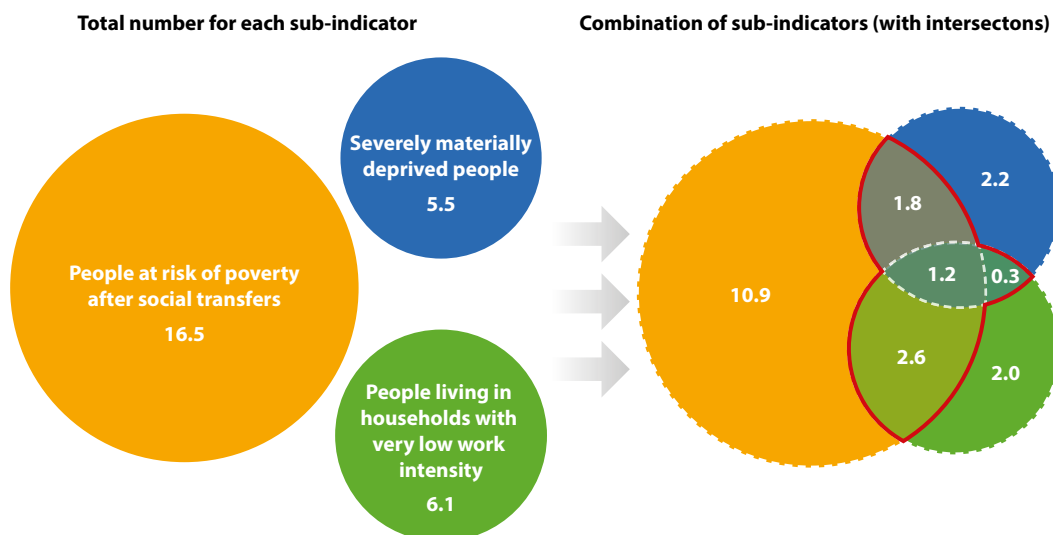 Total number for each sub-indicator
Severely materially
deprived people
5.5
People at risk of poverty
after social transfers
16.5
People living in
households with
very low work
intensity
6.1
Combination of sub-indicators (with intersectons)
2.2
1.8
1.2
0.3
10.9
2.6
2.0